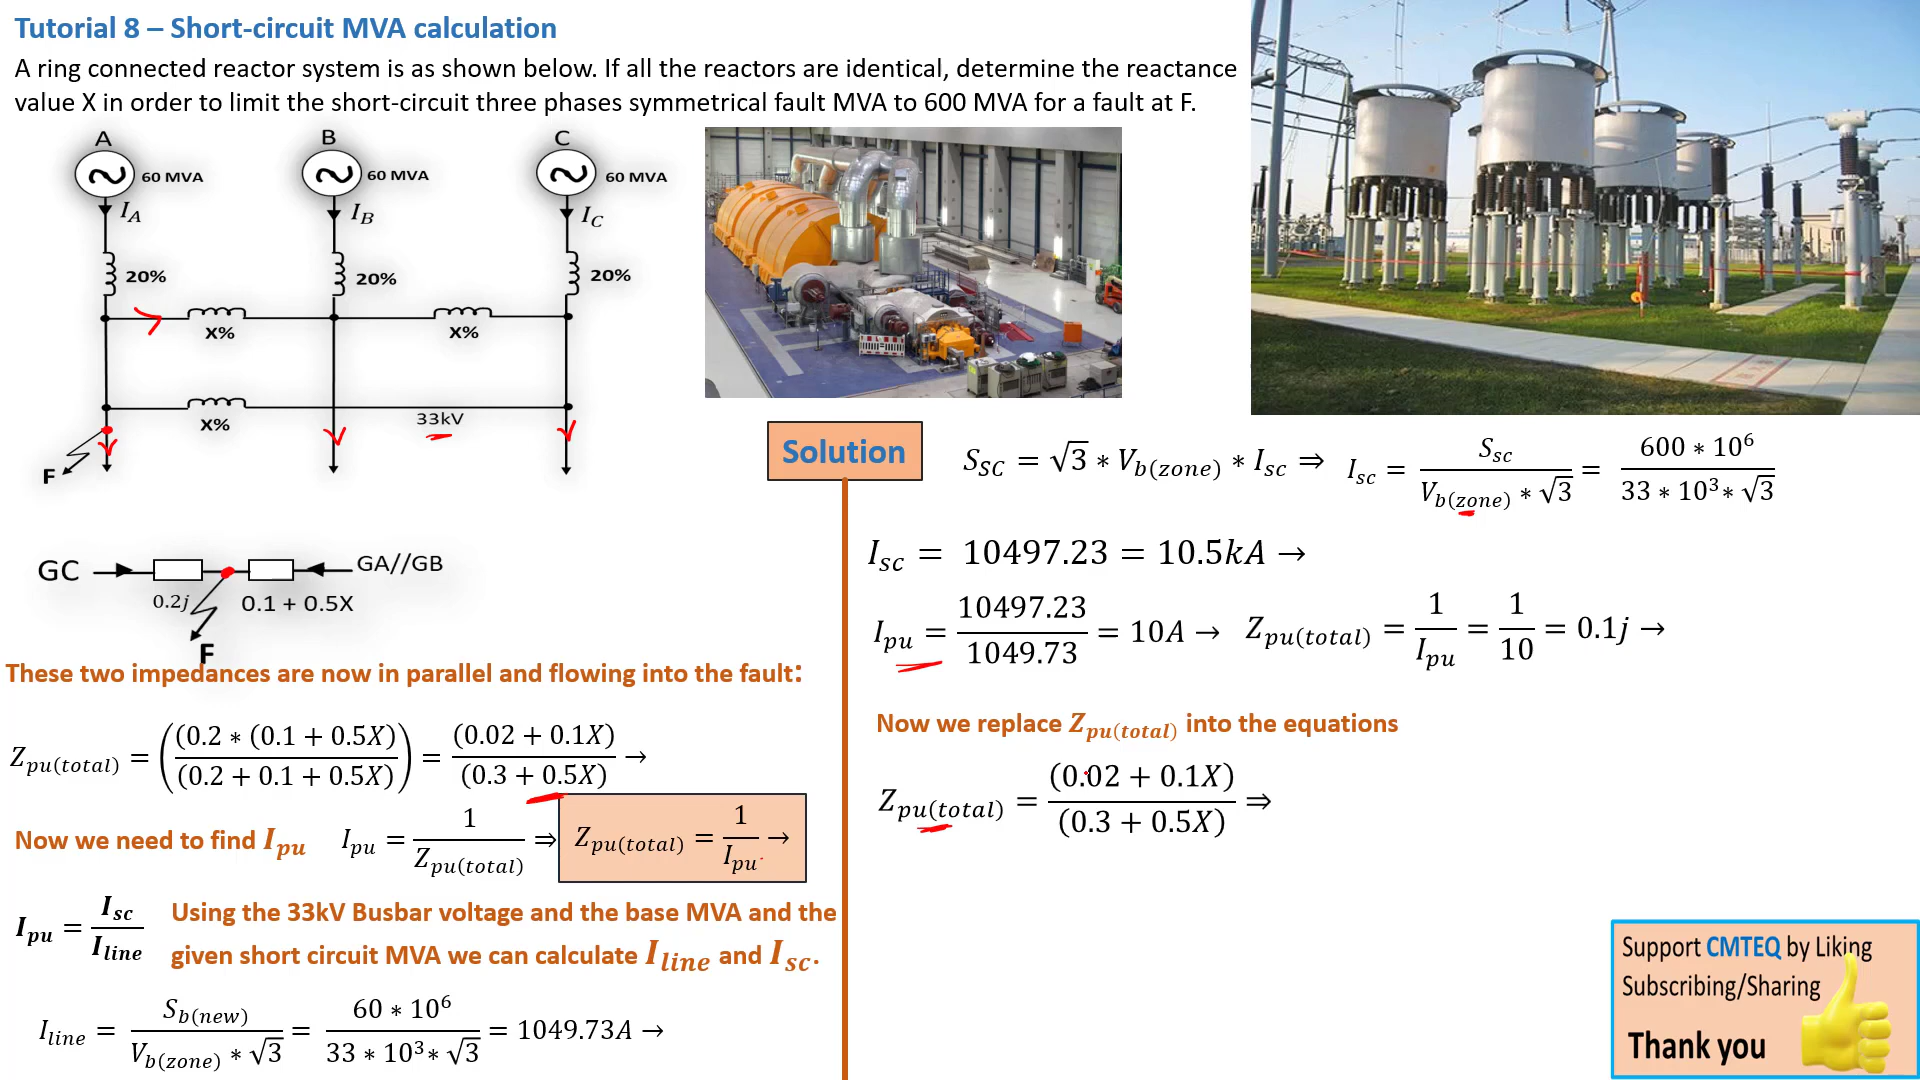 Tutorial 8 – Short-circuit MVA calculation
A ring connected reactor system is as shown below. If all the reactors are identical, determine the reactance
value X in order to limit the short-circuit three phases symmetrical fault MVA to 600 MVA for a fault at F.
A B C
60 MVA 60 MVA 60 MVA
I_A I_B I_C
20% 20% 20%
X% X%
X% 33kV
F
GC GA//GB
0.2j 0.1 + 0.5X
F
These two impedances are now in parallel and flowing into the fault:
Z_pu(total) = ((0.2 ∗ (0.1 + 0.5X)) / (0.2 + 0.1 + 0.5X)) = (0.02 + 0.1X) / (0.3 + 0.5X) →
Now we need to find I_pu I_pu = 1 / Z_pu(total) ⇒ Z_pu(total) = 1 / I_pu →
I_pu = I_sc / I_line
Using the 33kV Busbar voltage and the base MVA and the
given short circuit MVA we can calculate I_line and I_sc.
I_line = S_b(new) / V_b(zone) ∗ √3 = 60 ∗ 10^6 / 33 ∗ 10^3 ∗ √3 = 1049.73A →
Solution
S_SC = √3 ∗ V_b(zone) ∗ I_sc ⇒ I_sc = S_sc / V_b(zone) ∗ √3 = 600 ∗ 10^6 / 33 ∗ 10^3 ∗ √3
I_sc = 10497.23 = 10.5kA →
I_pu = 10497.23 / 1049.73 = 10A → Z_pu(total) = 1 / I_pu = 1 / 10 = 0.1j →
Now we replace Z_pu(total) into the equations
Z_pu(total) = (0.02 + 0.1X) / (0.3 + 0.5X) ⇒
Support CMTEQ by Liking
Subscribing/Sharing
Thank you